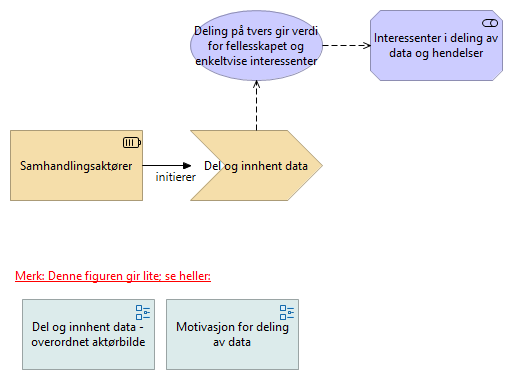 Deling på tvers gir verdi
for fellesskapet og
enkeltvise interessenter
Interessenter i deling av
data og hendelser
Samhandlingsaktører
initierer
Del og innhent data
Merk: Denne figuren gir lite; se heller:
Del og innhent data -
overordnet aktørbilde
Motivasjon for deling
av data